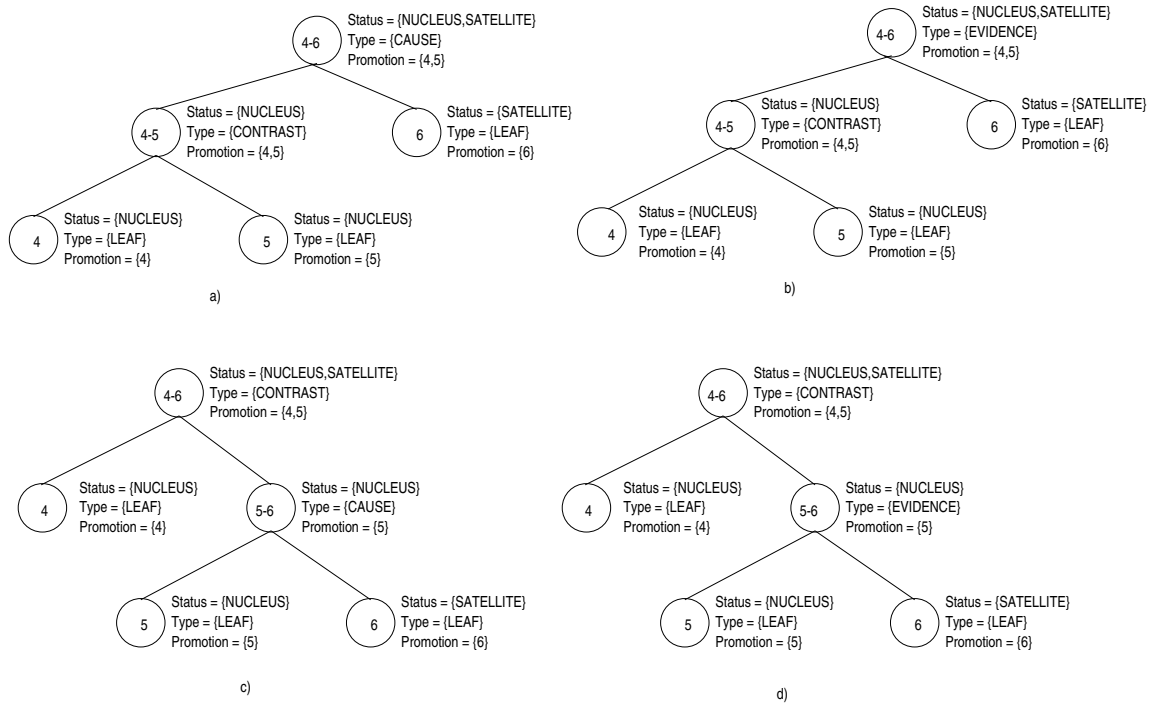 4-6
Status = {NUCLEUS,SATELLITE}
Type = {CAUSE}
Promotion = {4,5}
4-5
Status = {NUCLEUS}
Type = {CONTRAST}
Promotion = {4,5}
6
Status = {SATELLITE}
Type = {LEAF}
Promotion = {6}
4
Status = {NUCLEUS}
Type = {LEAF}
Promotion = {4}
5
Status = {NUCLEUS}
Type = {LEAF}
Promotion = {5}
a)
4-6
Status = {NUCLEUS,SATELLITE}
Type = {EVIDENCE}
Promotion = {4,5}
4-5
Status = {NUCLEUS}
Type = {CONTRAST}
Promotion = {4,5}
6
Status = {SATELLITE}
Type = {LEAF}
Promotion = {6}
4
Status = {NUCLEUS}
Type = {LEAF}
Promotion = {4}
5
Status = {NUCLEUS}
Type = {LEAF}
Promotion = {5}
b)
4-6
Status = {NUCLEUS,SATELLITE}
Type = {CONTRAST}
Promotion = {4,5}
4
Status = {NUCLEUS}
Type = {LEAF}
Promotion = {4}
5-6
Status = {NUCLEUS}
Type = {CAUSE}
Promotion = {5}
5
Status = {NUCLEUS}
Type = {LEAF}
Promotion = {5}
6
Status = {SATELLITE}
Type = {LEAF}
Promotion = {6}
c)
4-6
Status = {NUCLEUS,SATELLITE}
Type = {CONTRAST}
Promotion = {4,5}
4
Status = {NUCLEUS}
Type = {LEAF}
Promotion = {4}
5-6
Status = {NUCLEUS}
Type = {EVIDENCE}
Promotion = {5}
5
Status = {NUCLEUS}
Type = {LEAF}
Promotion = {5}
6
Status = {SATELLITE}
Type = {LEAF}
Promotion = {6}
d)